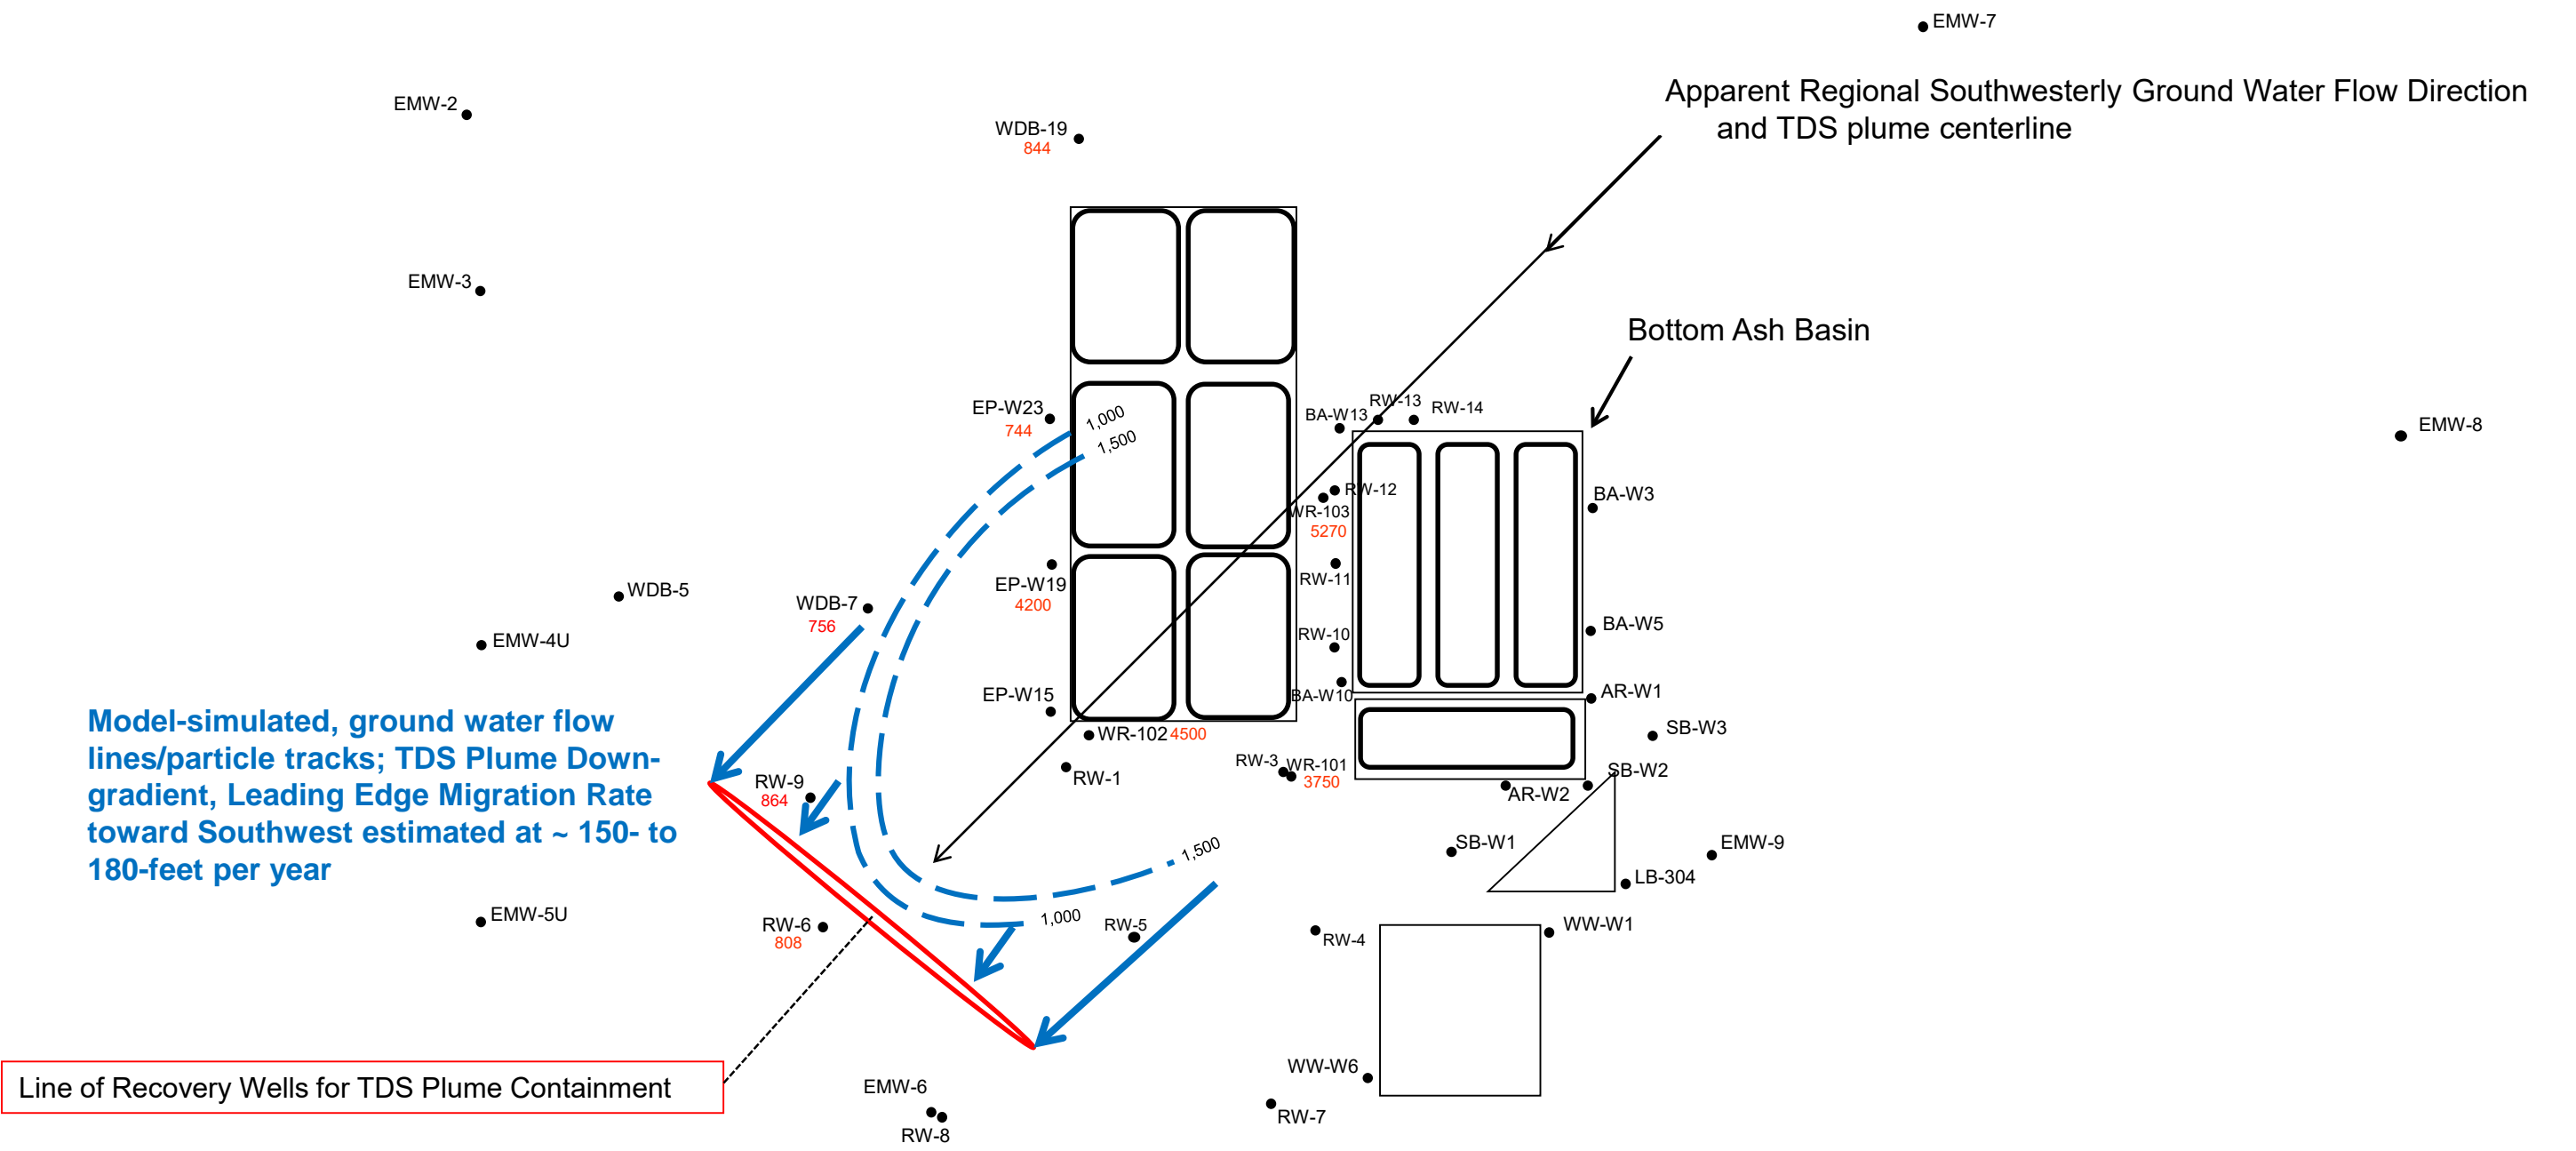 EMW-7
Apparent Regional Southwesterly Ground Water Flow Direction
and TDS plume centerline
EMW-2
WDB-19
844
EMW-3
Bottom Ash Basin
EP-W23
744
1,000
1,500
BA-W13
RW-13
RW-14
EMW-8
RW-12
WR-103
5270
BA-W3
RW-11
EP-W19
4200
WDB-5
WDB-7
756
EMW-4U
RW-10
BA-W5
EP-W15
BA-W10
AR-W1
WR-102 4500
SB-W3
Model-simulated, ground water flow
lines/particle tracks; TDS Plume Down-
gradient, Leading Edge Migration Rate
toward Southwest estimated at ~ 150- to
180-feet per year
RW-9
864
RW-1
RW-3
WR-101
3750
SB-W2
AR-W2
1,500
SB-W1
EMW-9
LB-304
EMW-5U
RW-6
808
1,000
RW-5
RW-4
WW-W1
WW-W6
Line of Recovery Wells for TDS Plume Containment
EMW-6
RW-8
RW-7